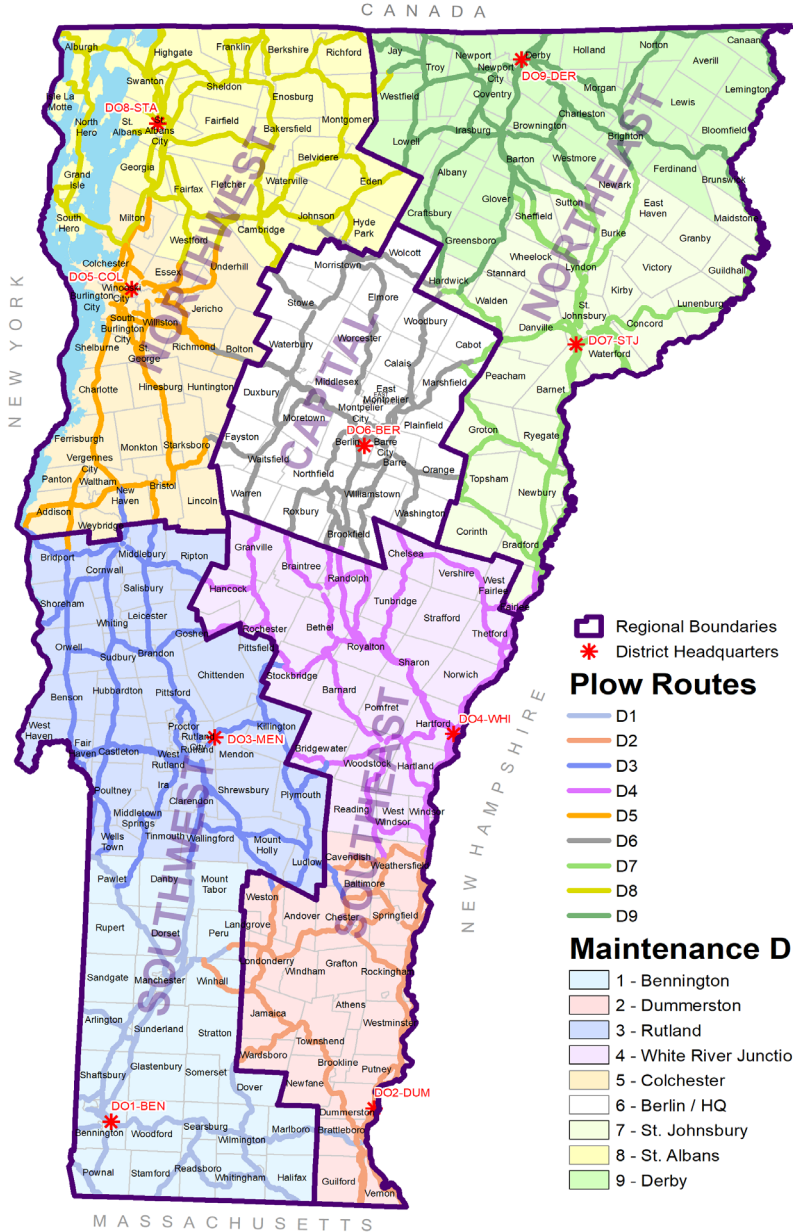 CANADA
Alburgh
Highgate
Franklin
Berkshire
Richford
Jay
Troy
Newport
Newport
City
Derby
Holland
Norton
Canaan
Averill
DO9-DER
Isle La
Motte
Swanton
Sheldon
Enosburg
Montgomery
Westfield
Coventry
Morgan
Lewis
Lemington
DO8-STA
North
Hero
St.
Albans
St.
Albans
City
Fairfield
Bakersfield
Lowell
Irasburg
Brownington
Charleston
Brighton
Bloomfield
Grand
Isle
Georgia
Fairfax
Fletcher
Waterville
Belvidere
Eden
Albany
Barton
Westmore
Newark
Ferdinand
Brunswick
South
Hero
Milton
Westford
Cambridge
Johnson
Hyde
Park
Craftsbury
Glover
Sheffield
Sutton
Burke
East
Haven
Maidstone
NORTHWEST
NORTHEAST
Colchester
Essex
Underhill
Morristown
Wolcott
Greensboro
Wheelock
Stannard
Lyndon
Granby
Victory
Guildhall
DO5-COL
Winooski
Burlington
City
Jericho
Stowe
Elmore
Hardwick
Walden
Kirby
Lunenburg
NEW YORK
South
Burlington
City
Williston
Shelburne
St.
George
Richmond
Bolton
Waterbury
Worcester
Woodbury
Cabot
Danville
St.
Johnsbury
Concord
DO7-STJ
Waterford
Charlotte
Hinesburg
Huntington
Duxbury
Middlesex
Calais
East
Montpelier
EAST
Marshfield
Peacham
Barnet
Montpelier
City
Moretown
Plainfield
CAPTAL
Ferrisburgh
Monkton
Starksboro
Fayston
DO6-BER
Berlin
Barre
City
Barre
Groton
Ryegate
Vergennes
City
Panton
Waltham
New
Haven
Bristol
Lincoln
Waitsfield
Northfield
Orange
Topsham
Newbury
Addison
Weybridge
Warren
Roxbury
Williamstown
Washington
Corinth
Brookfield
Bradford
Bridport
Middlebury
Ripton
Granville
Braintree
Randolph
Chelsea
Vershire
West
Fairlee
Fairlee
Cornwall
Salisbury
Hancock
Tunbridge
Strafford
Thetford
Shoreham
Whiting
Leicester
Goshen
Rochester
Bethel
Royalton
Sharon
Orwell
Sudbury
Brandon
Pittsfield
Stockbridge
Norwich
Chittenden
Benson
Hubbardton
Pittsford
Barnard
Pomfret
West
Haven
Fair
Haven
Castleton
Proctor
Rutland
City
Rutland
West
Rutland
DO3-MEN
Mendon
Killington
Bridgewater
Hartford
DO4-WHI
Woodstock
Hartland
Poultney
Ira
Clarendon
Shrewsbury
Plymouth
Reading
West
Windsor
Windsor
Middletown
Springs
Wells
Town
Tinmouth
Wallingford
Mount
Holly
Ludlow
Cavendish
Weathersfield
Baltimore
SOUTHWEST
SOUTHEAST
NEW HAMPSHIRE
Pawlet
Danby
Mount
Tabor
Weston
Andover
Chester
Springfield
Rupert
Dorset
Peru
Landgrove
Londonderry
Windham
Grafton
Rockingham
Sandgate
Manchester
Winhall
Jamaica
Athens
Westminster
Arlington
Sunderland
Stratton
Townshend
Wardsboro
Brookline
Putney
Shaftsbury
Glastenbury
Somerset
Dover
Newfane
DO2-DUM
Dummerston
DO1-BEN
Bennington
Woodford
Searsburg
Wilmington
Marlboro
Brattleboro
Pownal
Stamford
Readsboro
Whitingham
Halifax
Guilford
Vernon
MASSACHUSETTS
Regional Boundaries
District Headquarters
Plow Routes
D1
D2
D3
D4
D5
D6
D7
D8
D9
Maintenance D
1 - Bennington
2 - Dummerston
3 - Rutland
4 - White River Junctio
5 - Colchester
6 - Berlin / HQ
7 - St. Johnsbury
8 - St. Albans
9 - Derby